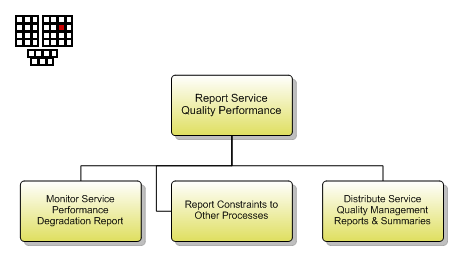 Report Service
Quality Performance
Monitor Service
Performance
Degradation Report
Report Constraints to
Other Processes
Distribute Service
Quality Management
Reports & Summaries